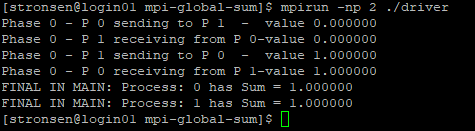 [stronsen@login01 mpi-global-sum]$ mpirun -np 2 ./driver
Phase 0 - P 0 sending to P 1  -  value 0.000000
Phase 0 - P 1 receiving from P 0-value 0.000000
Phase 0 - P 1 sending to P 0  -  value 1.000000
Phase 0 - P 0 receiving from P 1-value 1.000000
FINAL IN MAIN: Process: 0 has Sum = 1.000000
FINAL IN MAIN: Process: 1 has Sum = 1.000000
[stronsen@login01 mpi-global-sum]$